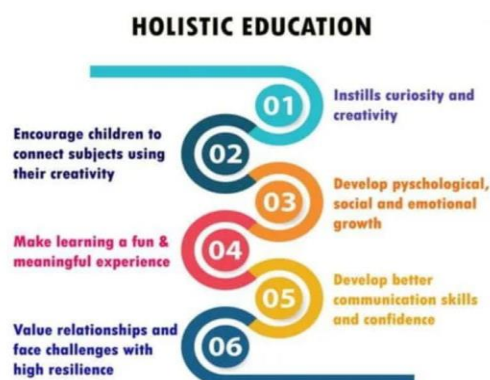 HOLISTIC EDUCATION
01
Instills curiosity and
creativity
Encourage children to
connect subjects using
their creativity
02
03
Develop pyschological,
social and emotional
growth
Make learning a fun &
meaningful experience
04
05
Develop better
communication skills
and confidence
Value relationships and
face challenges with
high resilience
06